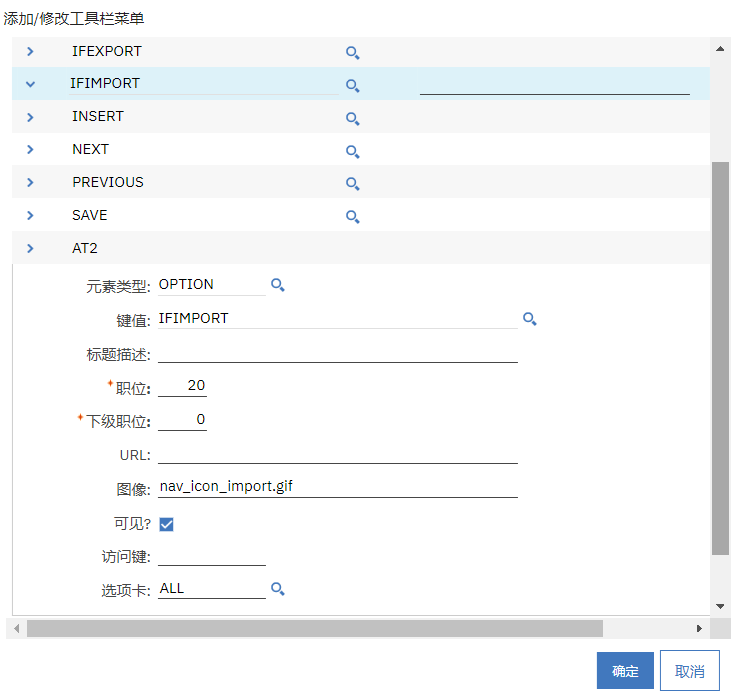 添加/修改工具栏菜单
IFEXPORT
IFIMPORT
INSERT
NEXT
PREVIOUS
SAVE
AT2
元素类型: OPTION
键值: IFIMPORT
标题描述:
*职位: 20
*下级职位: 0
URL:
图像: nav_icon_import.gif
可见?
访问键:
选项卡: ALL
确定 取消